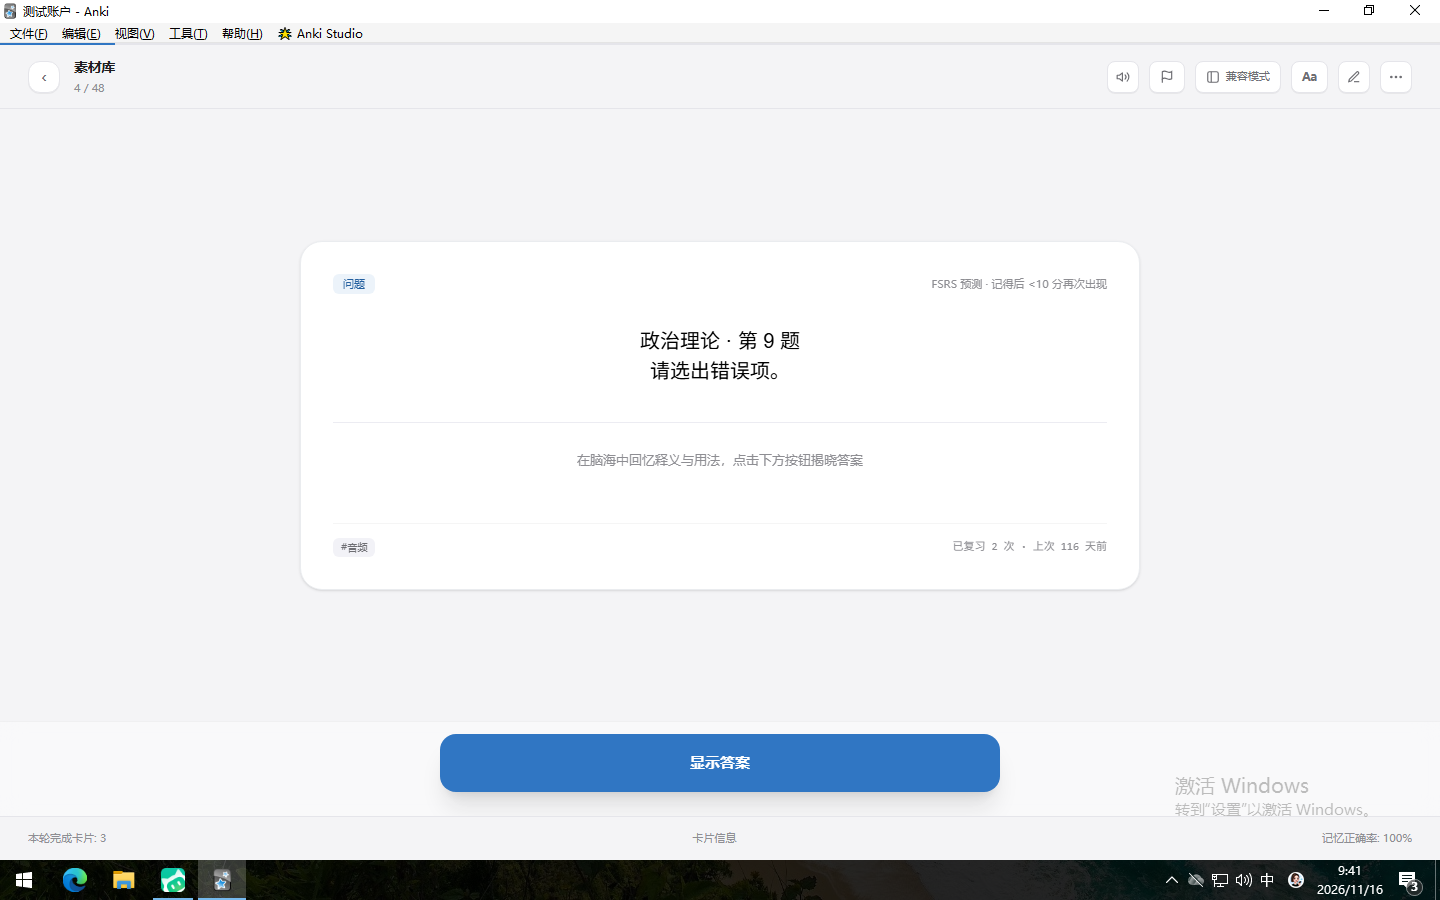 测试账户 - Anki
文件(F) 编辑(E) 视图(V) 工具(T) 帮助(H) Anki Studio
素材库
4 / 48
兼容模式
Aa
问题
FSRS 预测 · 记得后 <10 分再次出现
政治理论 · 第 9 题
请选出错误项。
在脑海中回忆释义与用法，点击下方按钮揭晓答案
#音频
已复习 2 次 · 上次 116 天前
显示答案
激活 Windows
转到“设置”以激活 Windows。
本轮完成卡片: 3
卡片信息
记忆正确率: 100%
中
9:41
2026/11/16
3